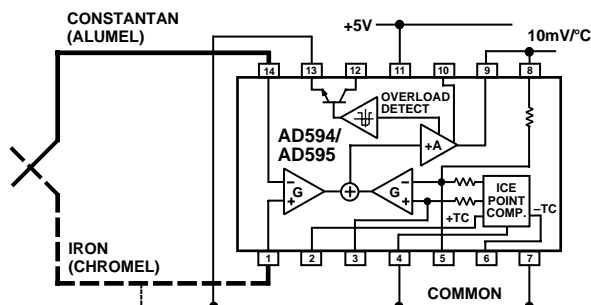 CONSTANTAN
(ALUMEL)
+5V
10mV/°C
14 13 12 11 10 9 8
OVERLOAD
DETECT
AD594/
AD595
+A
–
G
+
+
–
G
+
ICE
POINT
COMP.
–TC
+TC
IRON
(CHROMEL)
1 2 3 4 5 6 7
COMMON